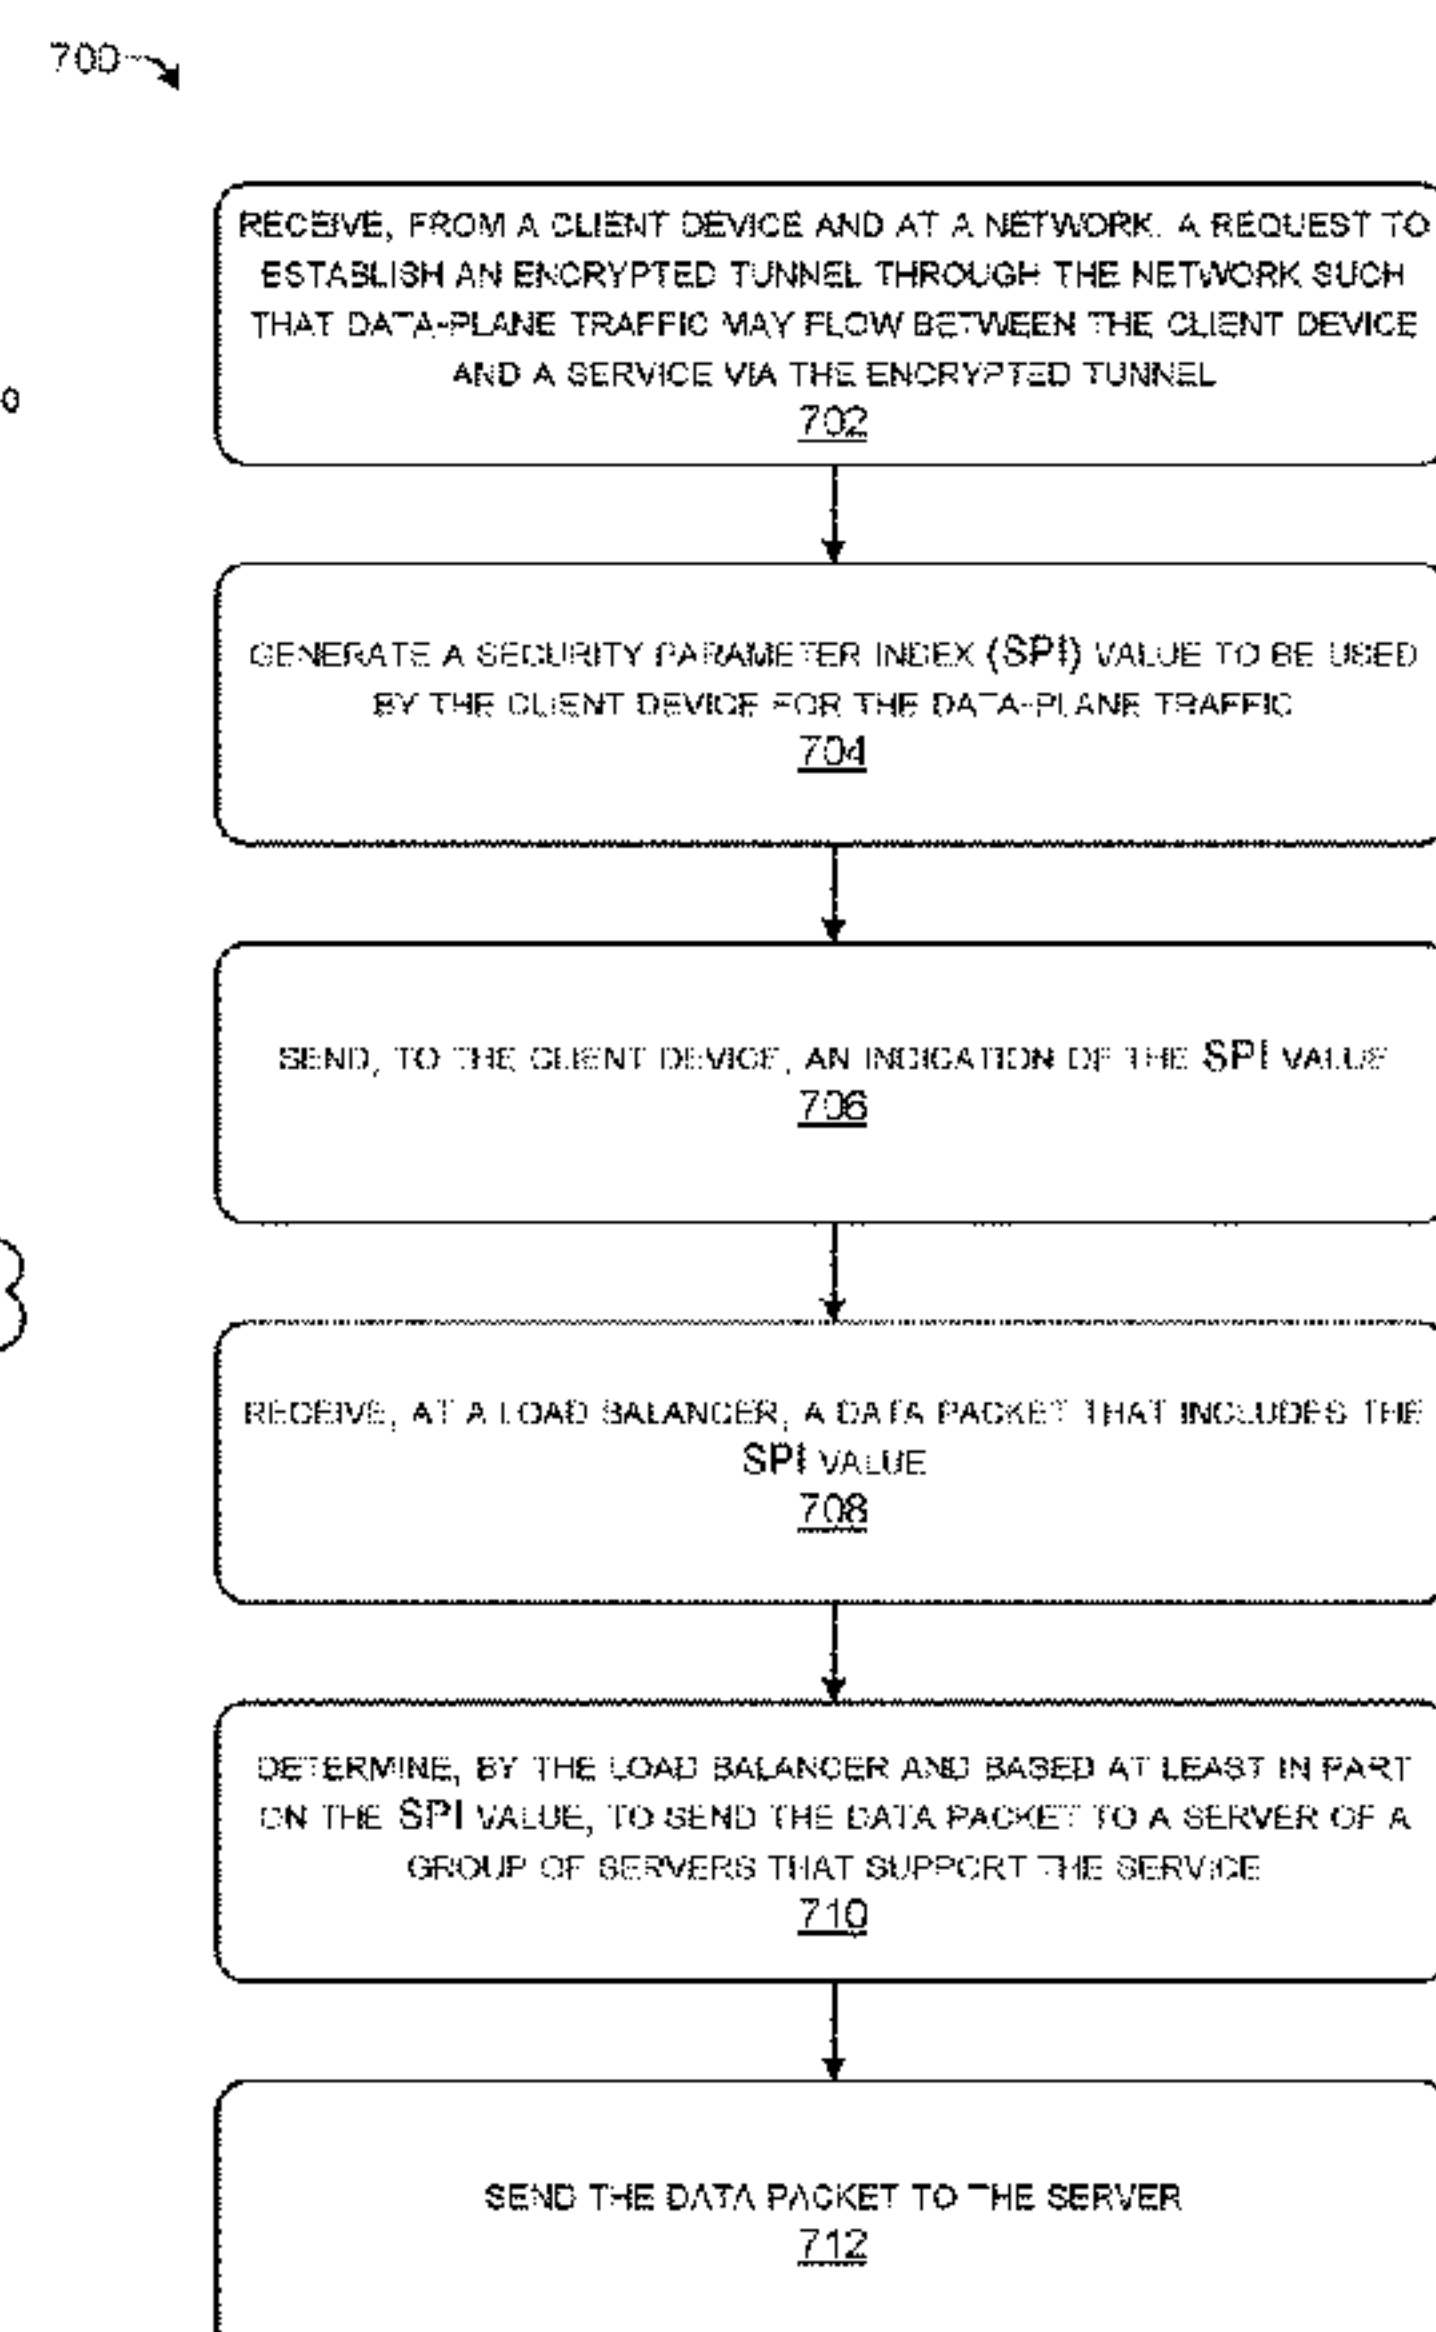 700
RECEIVE, FROM A CLIENT DEVICE AND AT A NETWORK, A REQUEST TO
ESTABLISH AN ENCRYPTED TUNNEL THROUGH THE NETWORK SUCH
THAT DATA-PLANE TRAFFIC MAY FLOW BETWEEN THE CLIENT DEVICE
AND A SERVICE VIA THE ENCRYPTED TUNNEL
702
GENERATE A SECURITY PARAMETER INDEX (SPI) VALUE TO BE USED
BY THE CLIENT DEVICE FOR THE DATA-PLANE TRAFFIC
704
SEND, TO THE CLIENT DEVICE, AN INDICATION OF THE SPI VALUE
706
RECEIVE, AT A LOAD BALANCER, A DATA PACKET THAT INCLUDES THE
SPI VALUE
708
DETERMINE, BY THE LOAD BALANCER AND BASED AT LEAST IN PART
ON THE SPI VALUE, TO SEND THE DATA PACKET TO A SERVER OF A
GROUP OF SERVERS THAT SUPPORT THE SERVICE
710
SEND THE DATA PACKET TO THE SERVER
712